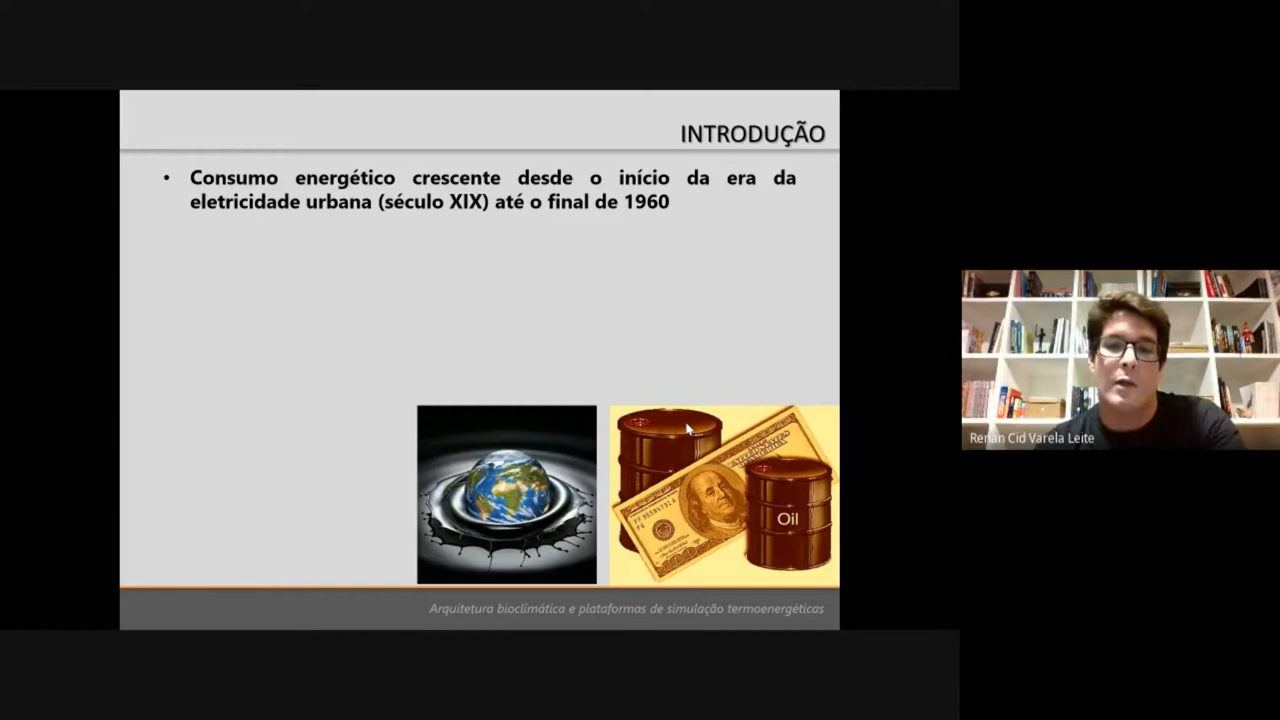 INTRODUÇÃO
• Consumo energético crescente desde o início da era da
eletricidade urbana (século XIX) até o final de 1960
Oil
Arquitetura bioclimática e plataformas de simulação termoenergéticas
Renan Cid Varela Leite